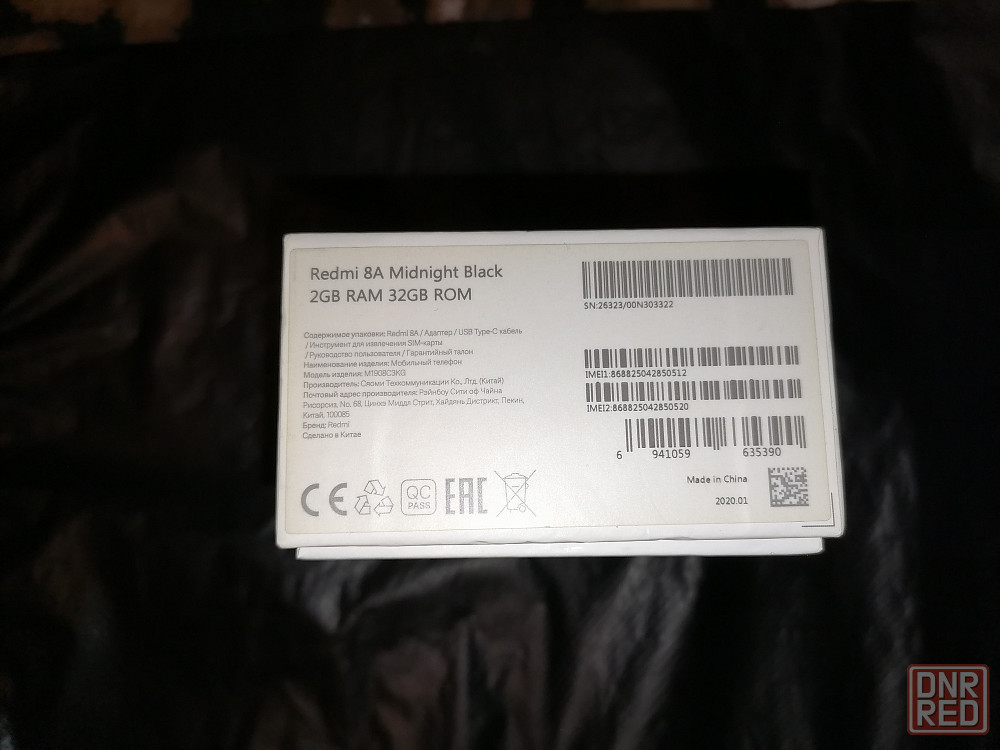 Redmi 8A Midnight Black
2GB RAM 32GB ROM
Содержимое упаковки: Redmi 8A / Адаптер / USB Type-C кабель
/ Инструмент для извлечения SIM-карты
/ Руководство пользователя / Гарантийный талон
Наименование изделия: Мобильный телефон
Модель изделия: M1908C3KG
Производитель: Сяоми Техкоммуникации Ко., Лтд. (Китай)
Почтовый адрес производителя: Рэйнбоу Сити оф Чайна
Рисорсиз, No. 68, Цинхэ Миддл Стрит, Хайдянь Дистрикт, Пекин,
Китай, 100085
Бренд: Redmi
Сделано в Китае
CE
QC
PASS
EAC
SN:26323/00N303322
IMEI1:868825042850512
IMEI2:868825042850520
6 941059 635390
Made in China
2020.01
DNR
RED